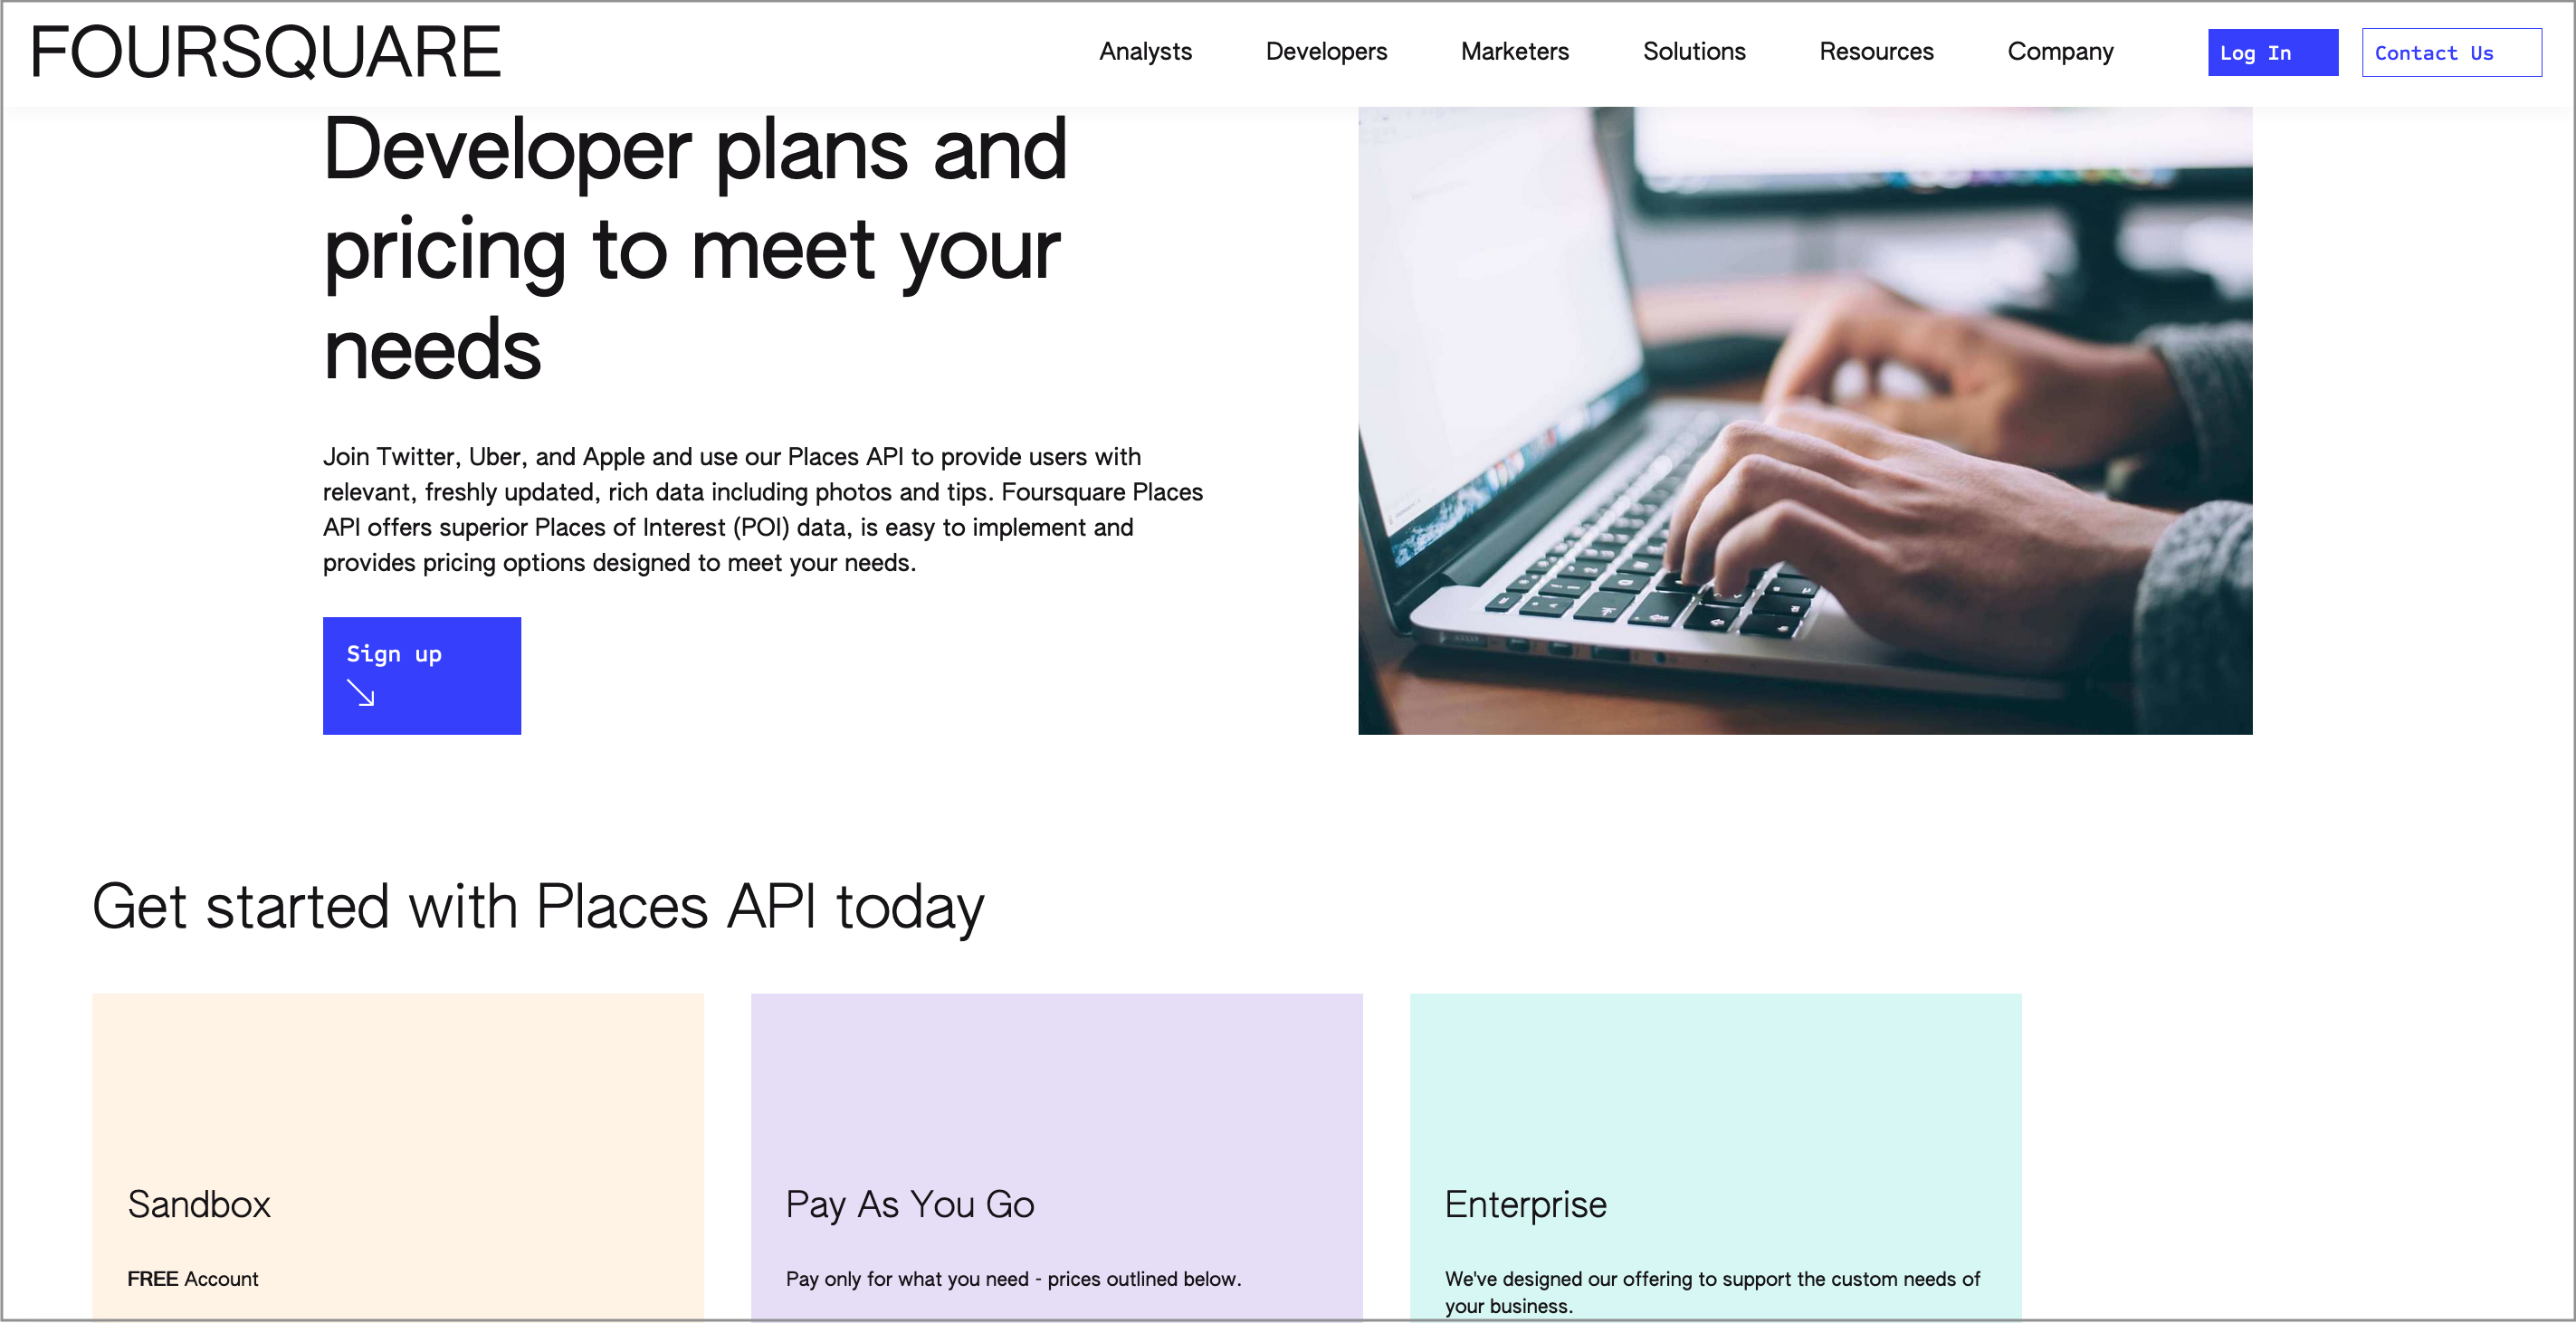 FOURSQUARE
Analysts
Developers
Marketers
Solutions
Resources
Company
Log In
Contact Us
Developer plans and
pricing to meet your
needs
Join Twitter, Uber, and Apple and use our Places API to provide users with
relevant, freshly updated, rich data including photos and tips. Foursquare Places
API offers superior Places of Interest (POI) data, is easy to implement and
provides pricing options designed to meet your needs.
Sign up
Get started with Places API today
Sandbox
FREE Account
Pay As You Go
Pay only for what you need - prices outlined below.
Enterprise
We've designed our offering to support the custom needs of
your business.